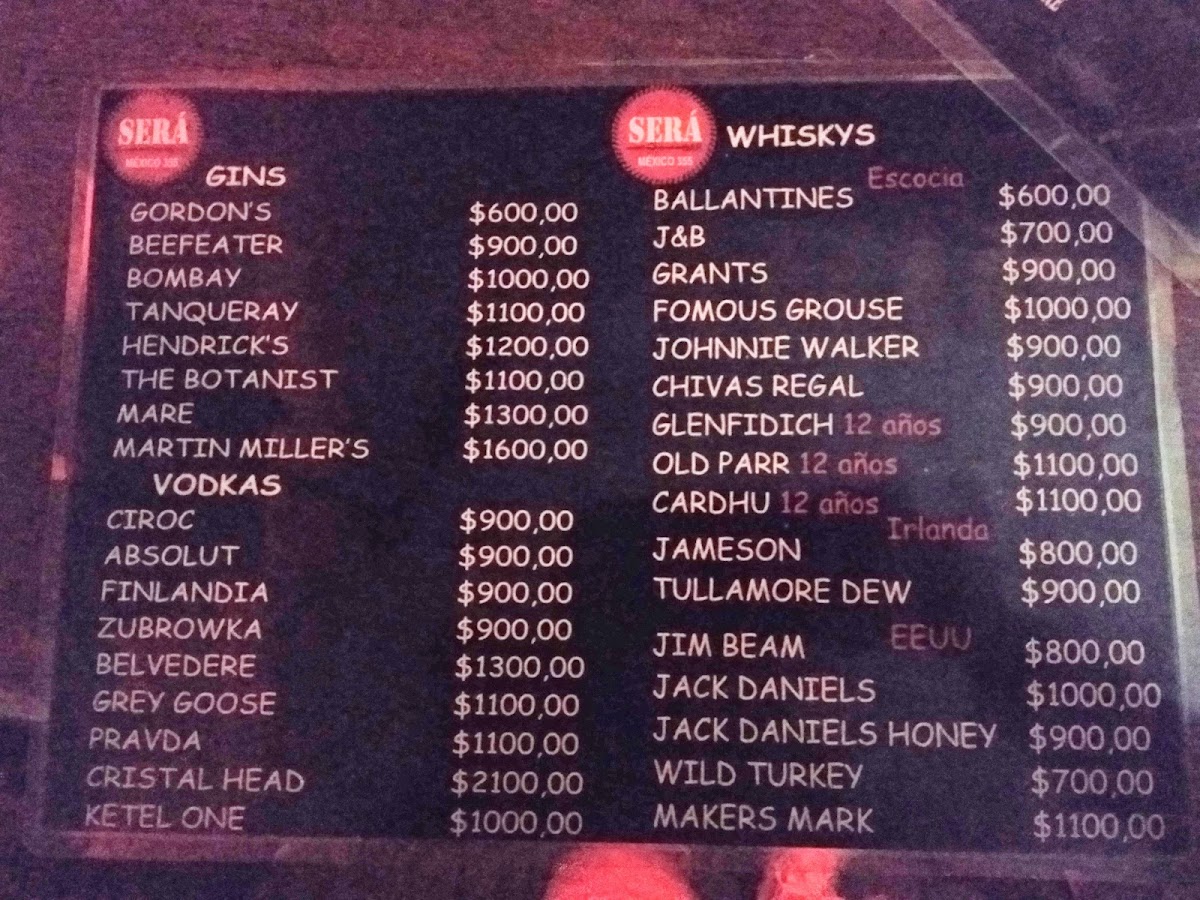 SERÁ
MÉXICO 355
GINS
GORDON'S $600,00
BEEFEATER $900,00
BOMBAY $1000,00
TANQUERAY $1100,00
HENDRICK'S $1200,00
THE BOTANIST $1100,00
MARE $1300,00
MARTIN MILLER'S $1600,00
VODKAS
CIROC $900,00
ABSOLUT $900,00
FINLANDIA $900,00
ZUBROWKA $900,00
BELVEDERE $1300,00
GREY GOOSE $1100,00
PRAVDA $1100,00
CRISTAL HEAD $2100,00
KETEL ONE $1000,00
SERÁ
MÉXICO 355
WHISKYS
Escocia
BALLANTINES $600,00
J&B $700,00
GRANTS $900,00
FOMOUS GROUSE $1000,00
JOHNNIE WALKER $900,00
CHIVAS REGAL $900,00
GLENFIDICH 12 años $900,00
OLD PARR 12 años $1100,00
CARDHU 12 años $1100,00
Irlanda
JAMESON $800,00
TULLAMORE DEW $900,00
EEUU
JIM BEAM $800,00
JACK DANIELS $1000,00
JACK DANIELS HONEY $900,00
WILD TURKEY $700,00
MAKERS MARK $1100,00